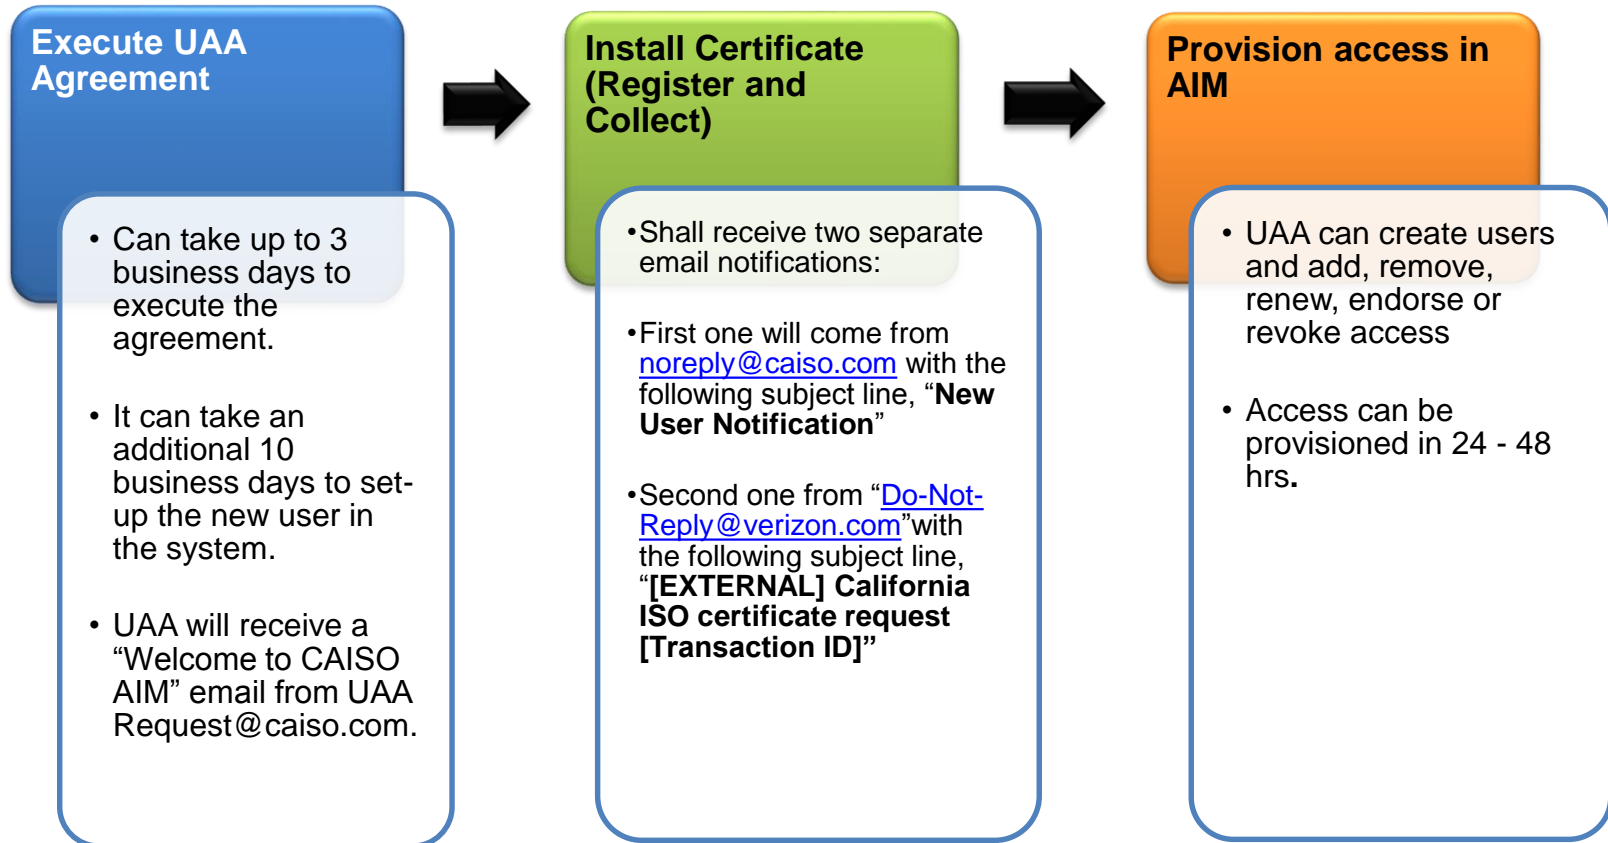 Execute UAA
Agreement
• Can take up to 3
business days to
execute the
agreement.
• It can take an
additional 10
business days to set-
up the new user in
the system.
• UAA will receive a
“Welcome to CAISO
AIM” email from UAA
Request@caiso.com.
Install Certificate
(Register and
Collect)
•Shall receive two separate
email notifications:
•First one will come from
noreply@caiso.com with the
following subject line, “New
User Notification”
•Second one from “Do-Not-
Reply@verizon.com”with
the following subject line,
“[EXTERNAL] California
ISO certificate request
[Transaction ID]”
Provision access in
AIM
• UAA can create users
and add, remove,
renew, endorse or
revoke access
• Access can be
provisioned in 24 - 48
hrs.